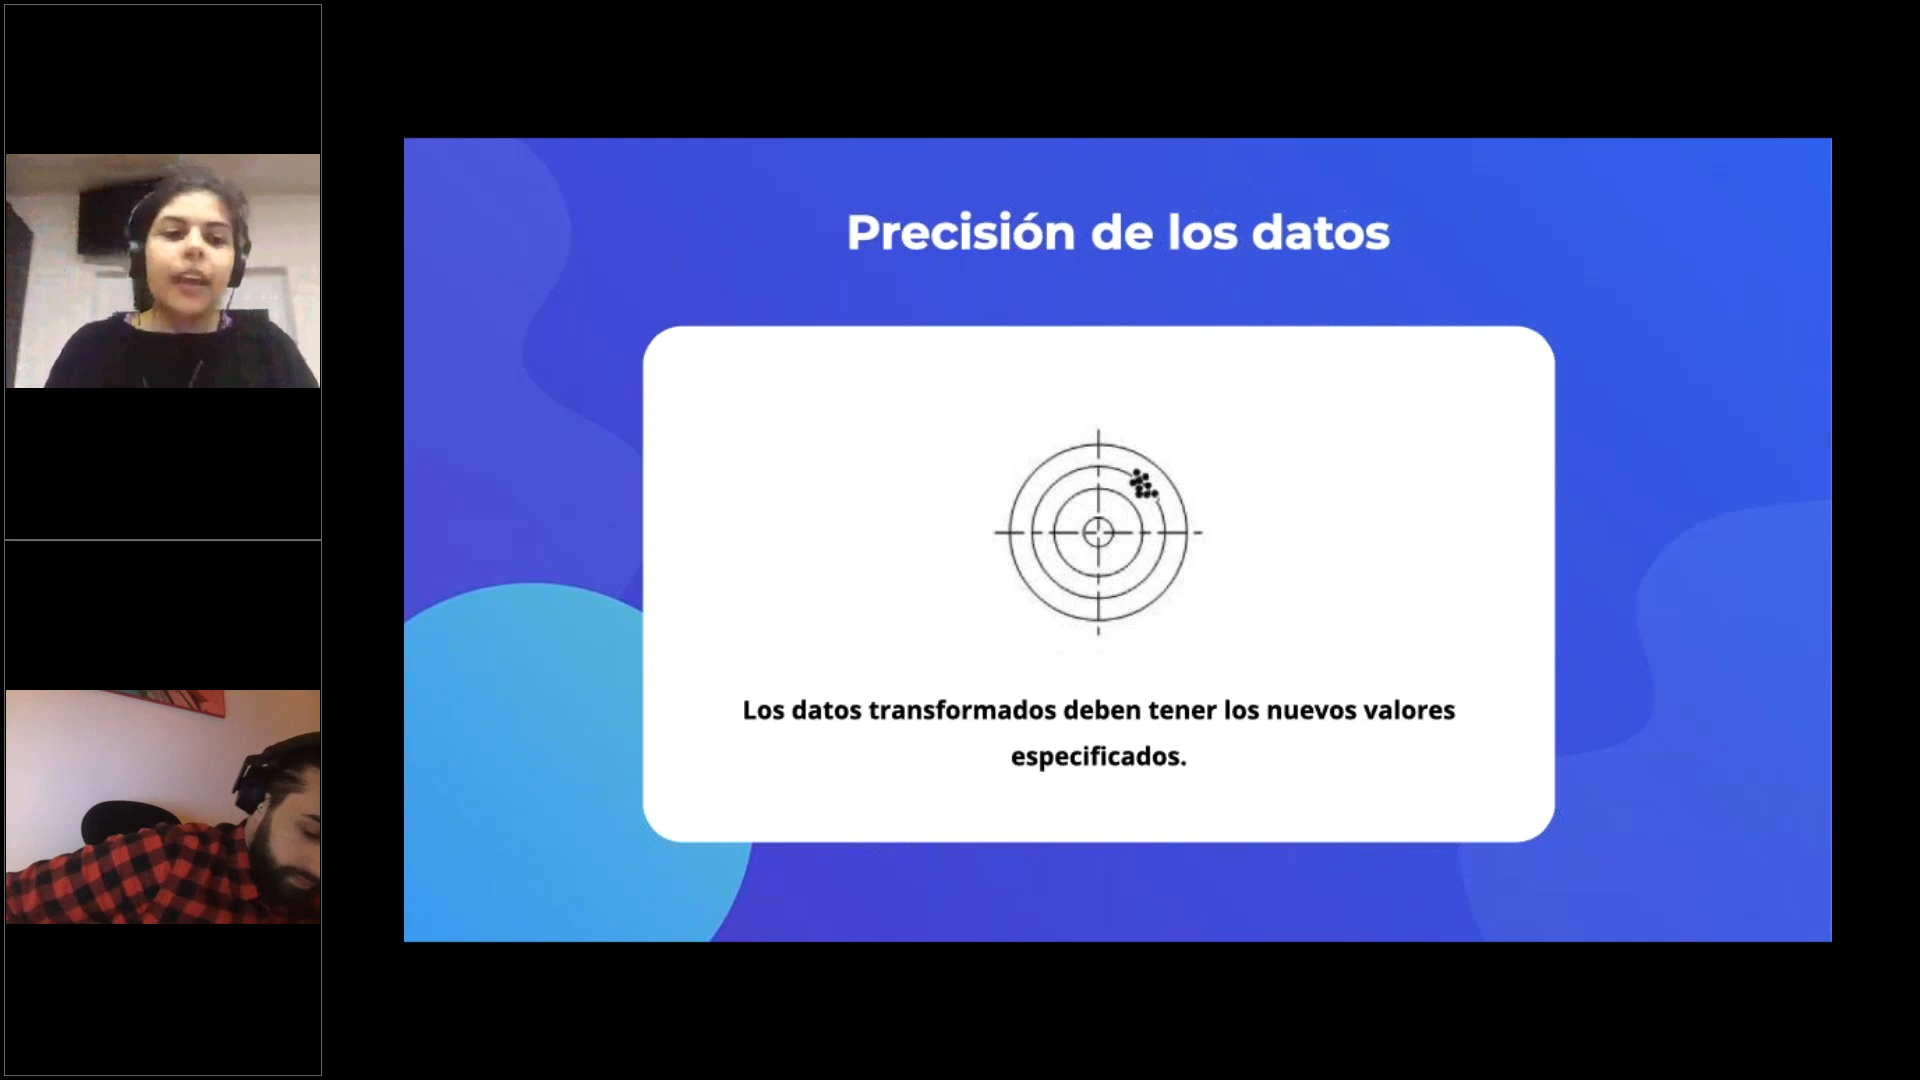 Precisión de los datos
Los datos transformados deben tener los nuevos valores
especificados.